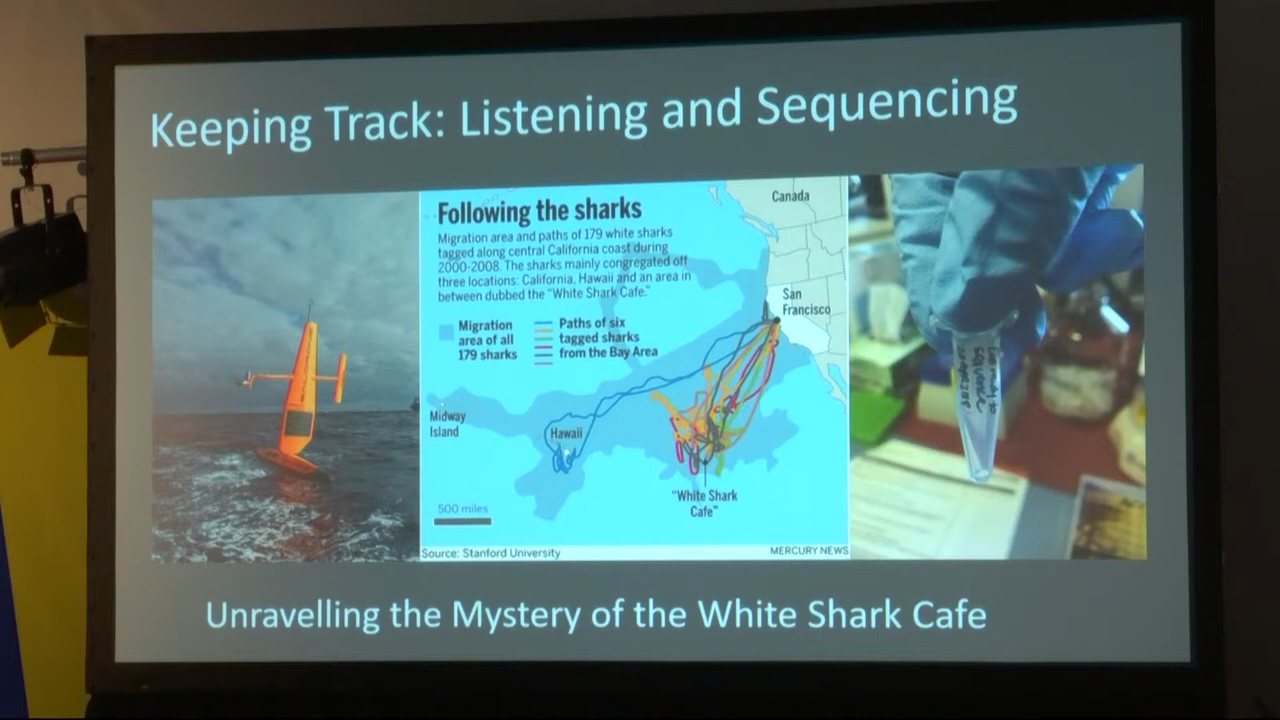 Keeping Track: Listening and Sequencing
Following the sharks
Migration area and paths of 179 white sharks
tagged along central California coast during
2000-2008. The sharks mainly congregated off
three locations: California, Hawaii and an area in
between dubbed the "White Shark Cafe."
Migration
area of all
179 sharks
Paths of six
tagged sharks
from the Bay Area
Canada
San
Francisco
Midway
Island
Hawaii
"White Shark
Cafe"
500 miles
Source: Stanford University
MERCURY NEWS
Unravelling the Mystery of the White Shark Cafe